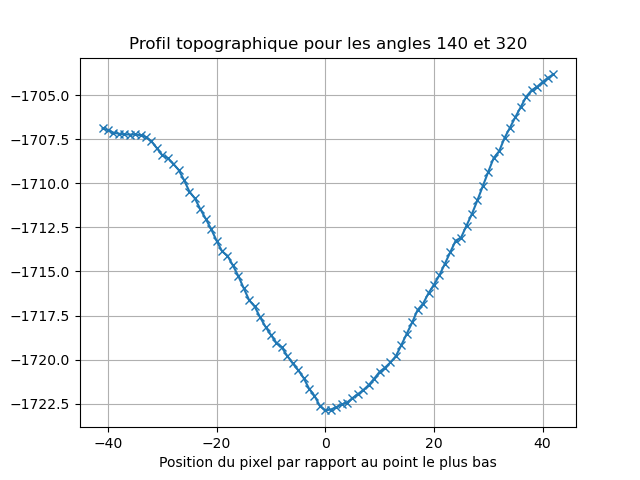 Profil topographique pour les angles 140 et 320
−1705.0
−1707.5
−1710.0
−1712.5
−1715.0
−1717.5
−1720.0
−1722.5
−40 −20 0 20 40
Position du pixel par rapport au point le plus bas